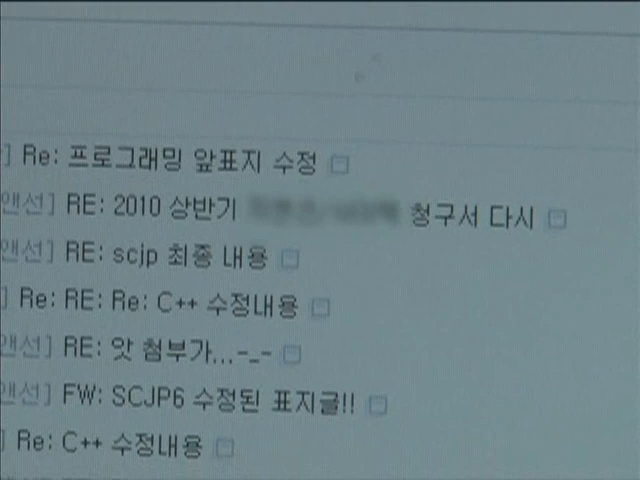 ] Re: 프로그래밍 앞표지 수정
앤선] RE: 2010 상반기 청구서 다시
앤선] RE: scjp 최종 내용
] Re: RE: Re: C++ 수정내용
앤선] RE: 앗 첨부가...-_-
앤선] FW: SCJP6 수정된 표지글!!
] Re: C++ 수정내용